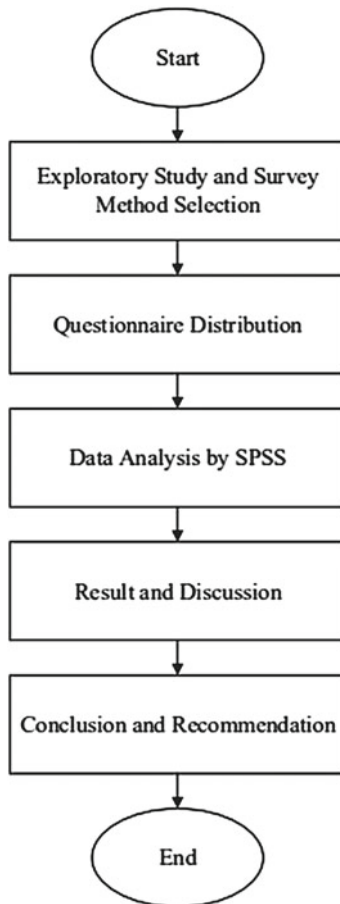 Start
Exploratory Study and Survey
Method Selection
Questionnaire Distribution
Data Analysis by SPSS
Result and Discussion
Conclusion and Recommendation
End